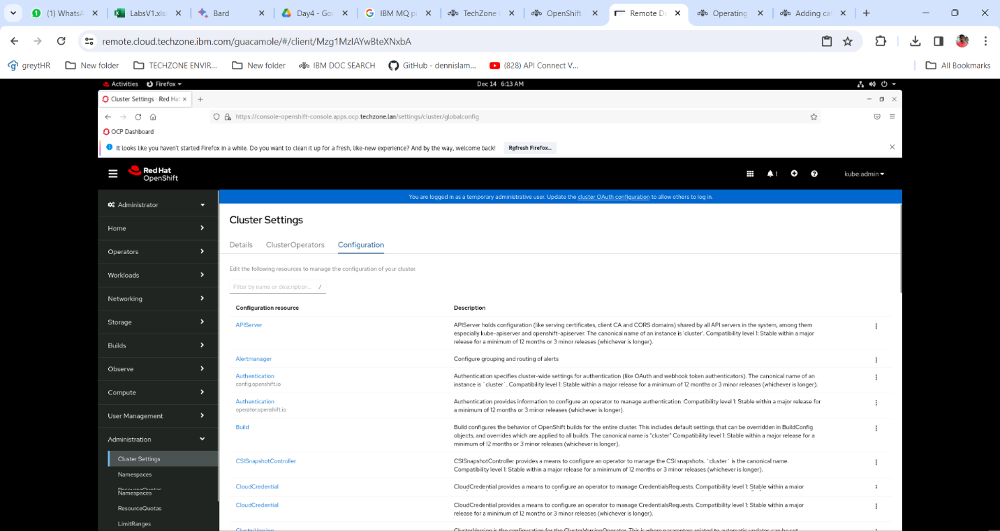 (1) WhatsA
LabsV1.xls
Bard
Day4 - Goo
IBM MQ p
TechZone
OpenShift
Remote De
Operating
Adding ca
remote.cloud.techzone.ibm.com/guacamole/#/client/Mzg1MzIAYwBteXNxbA
greytHR
New folder
TECHZONE ENVIR...
New folder
IBM DOC SEARCH
GitHub - dennislam...
(828) API Connect V...
All Bookmarks
Activities
Firefox
Dec 14 6:13 AM
Cluster Settings · Red Hat
https://console-openshift-console.apps.ocp.techzone.lan/settings/cluster/globalconfig
OCP Dashboard
It looks like you haven't started Firefox in a while. Do you want to clean it up for a fresh, like-new experience? And by the way, welcome back!
Refresh Firefox...
Red Hat
OpenShift
1
kube:admin
You are logged in as a temporary administrative user. Update the cluster OAuth configuration to allow others to log in.
Administrator
Home
Operators
Workloads
Networking
Storage
Builds
Observe
Compute
User Management
Administration
Cluster Settings
Namespaces
ResourceQuotas
Namespaces
ResourceQuotas
LimitRanges
Cluster Settings
Details
ClusterOperators
Configuration
Edit the following resources to manage the configuration of your cluster.
Filter by name or description...
/
Configuration resource
Description
APIServer
APIServer holds configuration (like serving certificates, client CA and CORS domains) shared by all API servers in the system, among them
especially kube-apiserver and openshift-apiserver. The canonical name of an instance is 'cluster'. Compatibility level 1: Stable within a major
release for a minimum of 12 months or 3 minor releases (whichever is longer).
Alertmanager
Configure grouping and routing of alerts
Authentication
config.openshift.io
Authentication specifies cluster-wide settings for authentication (like OAuth and webhook token authenticators). The canonical name of an
instance is `cluster`. Compatibility level 1: Stable within a major release for a minimum of 12 months or 3 minor releases (whichever is longer).
Authentication
operator.openshift.io
Authentication provides information to configure an operator to manage authentication. Compatibility level 1: Stable within a major release for
a minimum of 12 months or 3 minor releases (whichever is longer).
Build
Build configures the behavior of OpenShift builds for the entire cluster. This includes default settings that can be overridden in BuildConfig
objects, and overrides which are applied to all builds. The canonical name is "cluster" Compatibility level 1: Stable within a major release for a
minimum of 12 months or 3 minor releases (whichever is longer).
CSISnapshotController
CSISnapshotController provides a means to configure an operator to manage the CSI snapshots. `cluster` is the canonical name.
Compatibility level 1: Stable within a major release for a minimum of 12 months or 3 minor releases (whichever is longer).
CloudCredential
CloudCredential provides a means to configure an operator to manage CredentialsRequests. Compatibility level 1: Stable within a major
CloudCredential
CloudCredential provides a means to configure an operator to manage CredentialsRequests. Compatibility level 1: Stable within a major
release for a minimum of 12 months or 3 minor releases (whichever is longer).
ClusterVersion
ClusterVersion is the configuration for the ClusterVersionOperator. This is where parameters related to automatic updates can be set.